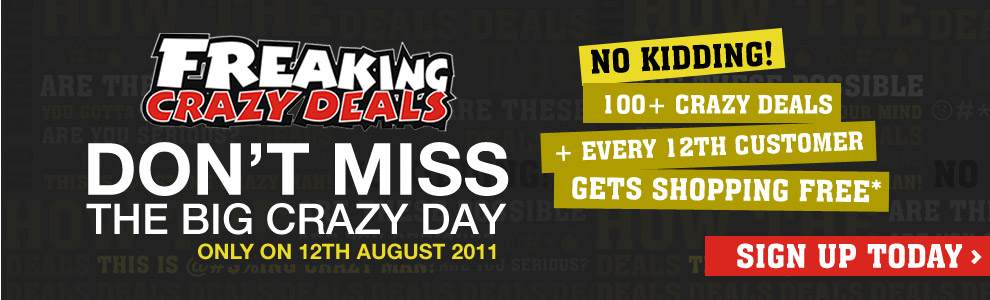 FREAKING
CRAZY DEALS
DON'T MISS
THE BIG CRAZY DAY
ONLY ON 12TH AUGUST 2011
NO KIDDING!
100+ CRAZY DEALS
+ EVERY 12TH CUSTOMER
GETS SHOPPING FREE*
SIGN UP TODAY >